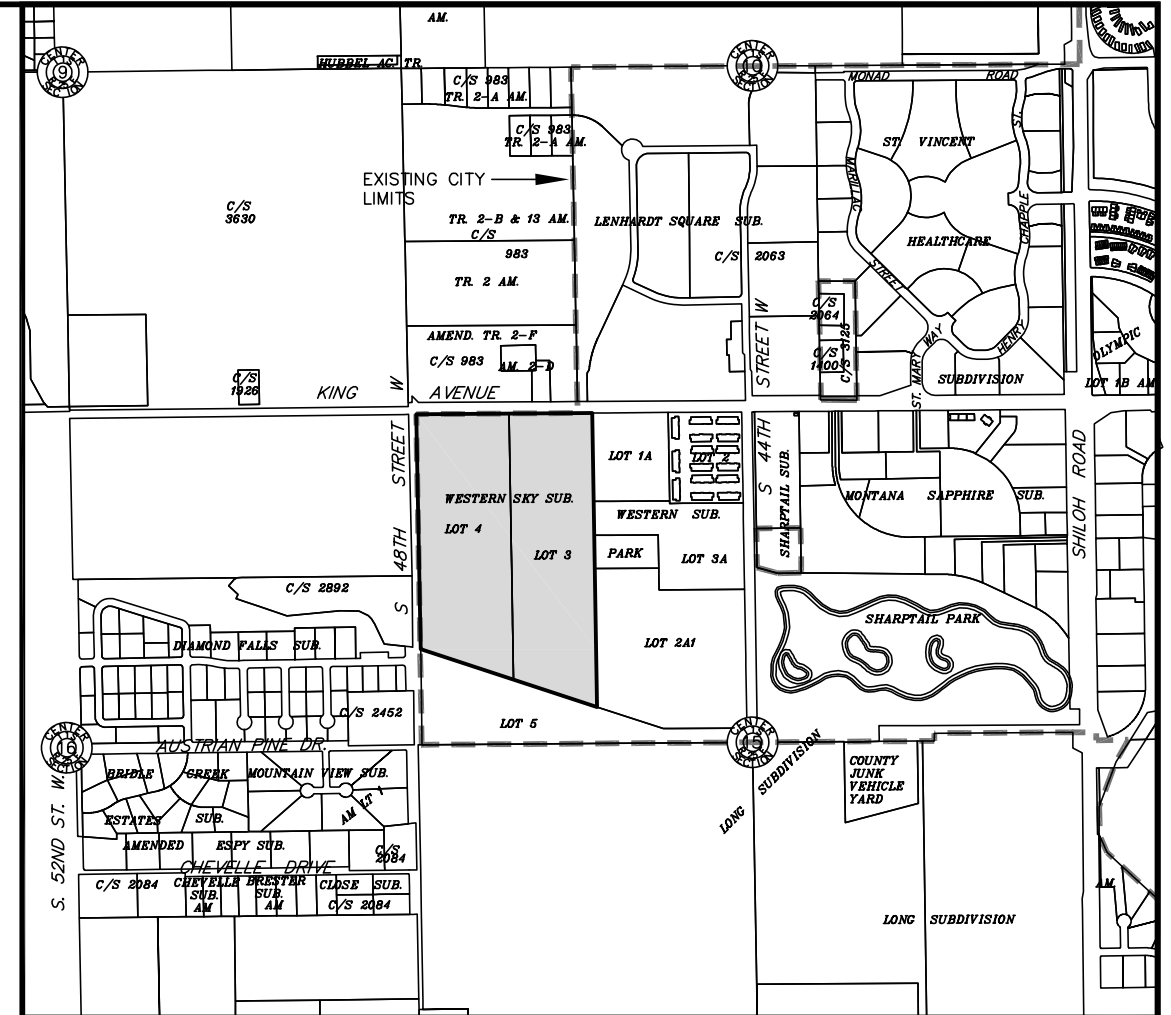 AM.
CENTER
9
SECTION
HUBBEL AC. TR
C/S 983
TR. 2-A AM.
CENTER
10
SECTION
MONAD ROAD
C/S 983
TR. 2-A AM.
ST. VINCENT
CHAPPLE ST.
MARILLAC
STREET
EXISTING CITY
LIMITS
C/S
3630
TR. 2-B & 13 AM.
C/S
983
LENHARDT SQUARE SUB.
HEALTHCARE
C/S 2063
TR. 2 AM.
C/S
2064
C/S
1400
C/S 3125
STREET W
WAY
HENRY
ST. MARY
OLYMPIC
AMEND. TR. 2-F
C/S 983
AM. 2-D
C/S
1926
SUBDIVISION
LOT 1B AM
KING AVENUE
W
S 48TH STREET
S 44TH
LOT 1A
LOT 2
SHARPTAIL SUB.
SHILOH ROAD
WESTERN SKY SUB.
LOT 4
LOT 3
WESTERN SUB.
MONTANA SAPPHIRE SUB.
PARK
LOT 3A
C/S 2892
SHARPTAIL PARK
DIAMOND FALLS SUB.
LOT 2A1
C/S 2452
LOT 5
CENTER
16
SECTION
CENTER
15
SECTION
AUSTRIAN PINE DR.
LONG SUBDIVISION
BRIDLE CREEK
MOUNTAIN VIEW SUB.
COUNTY
JUNK
VEHICLE
YARD
AM LT 1
ESTATES SUB.
S. 52ND ST. W.
AMENDED ESPY SUB.
C/S
2084
CHEVELLE DRIVE
C/S 2084
CHEVELLE
SUB.
AM
BRESTER
SUB.
AM
CLOSE SUB.
C/S 2084
AM.
LONG SUBDIVISION